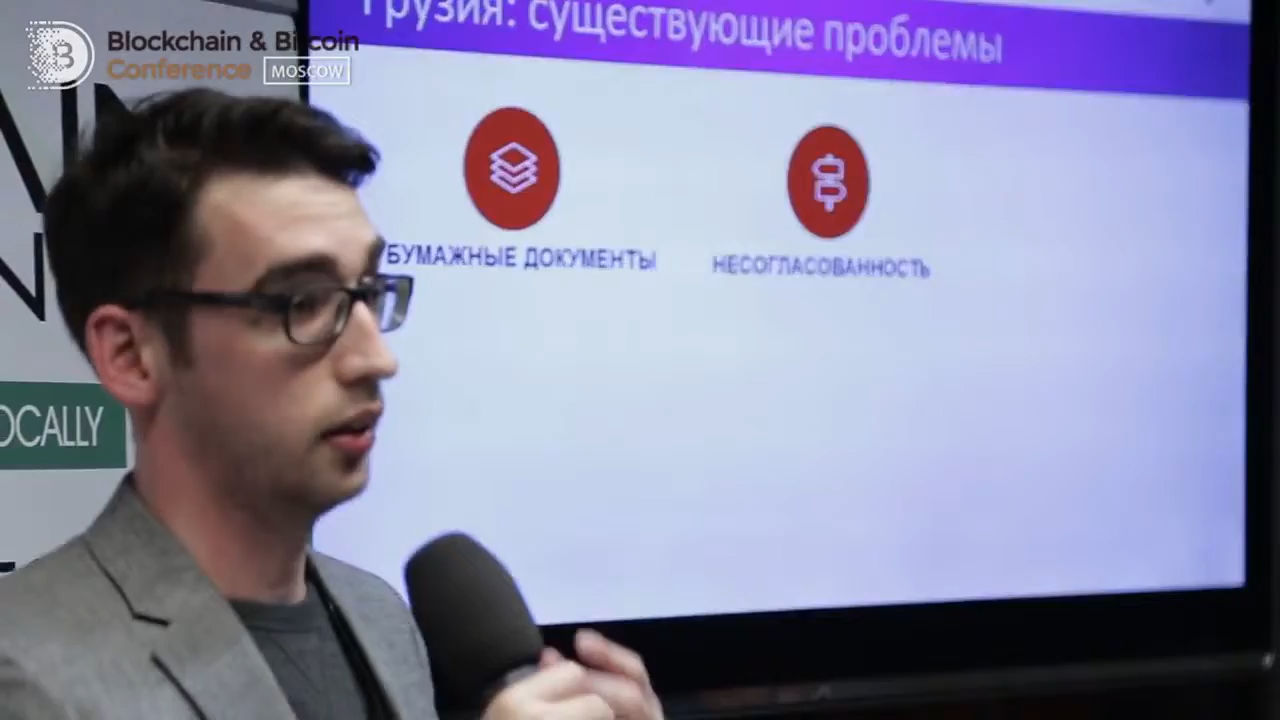 Blockchain & Bitcoin
Conference MOSCOW
Грузия: существующие проблемы
БУМАЖНЫЕ ДОКУМЕНТЫ
НЕСОГЛАСОВАННОСТЬ
OCALLY